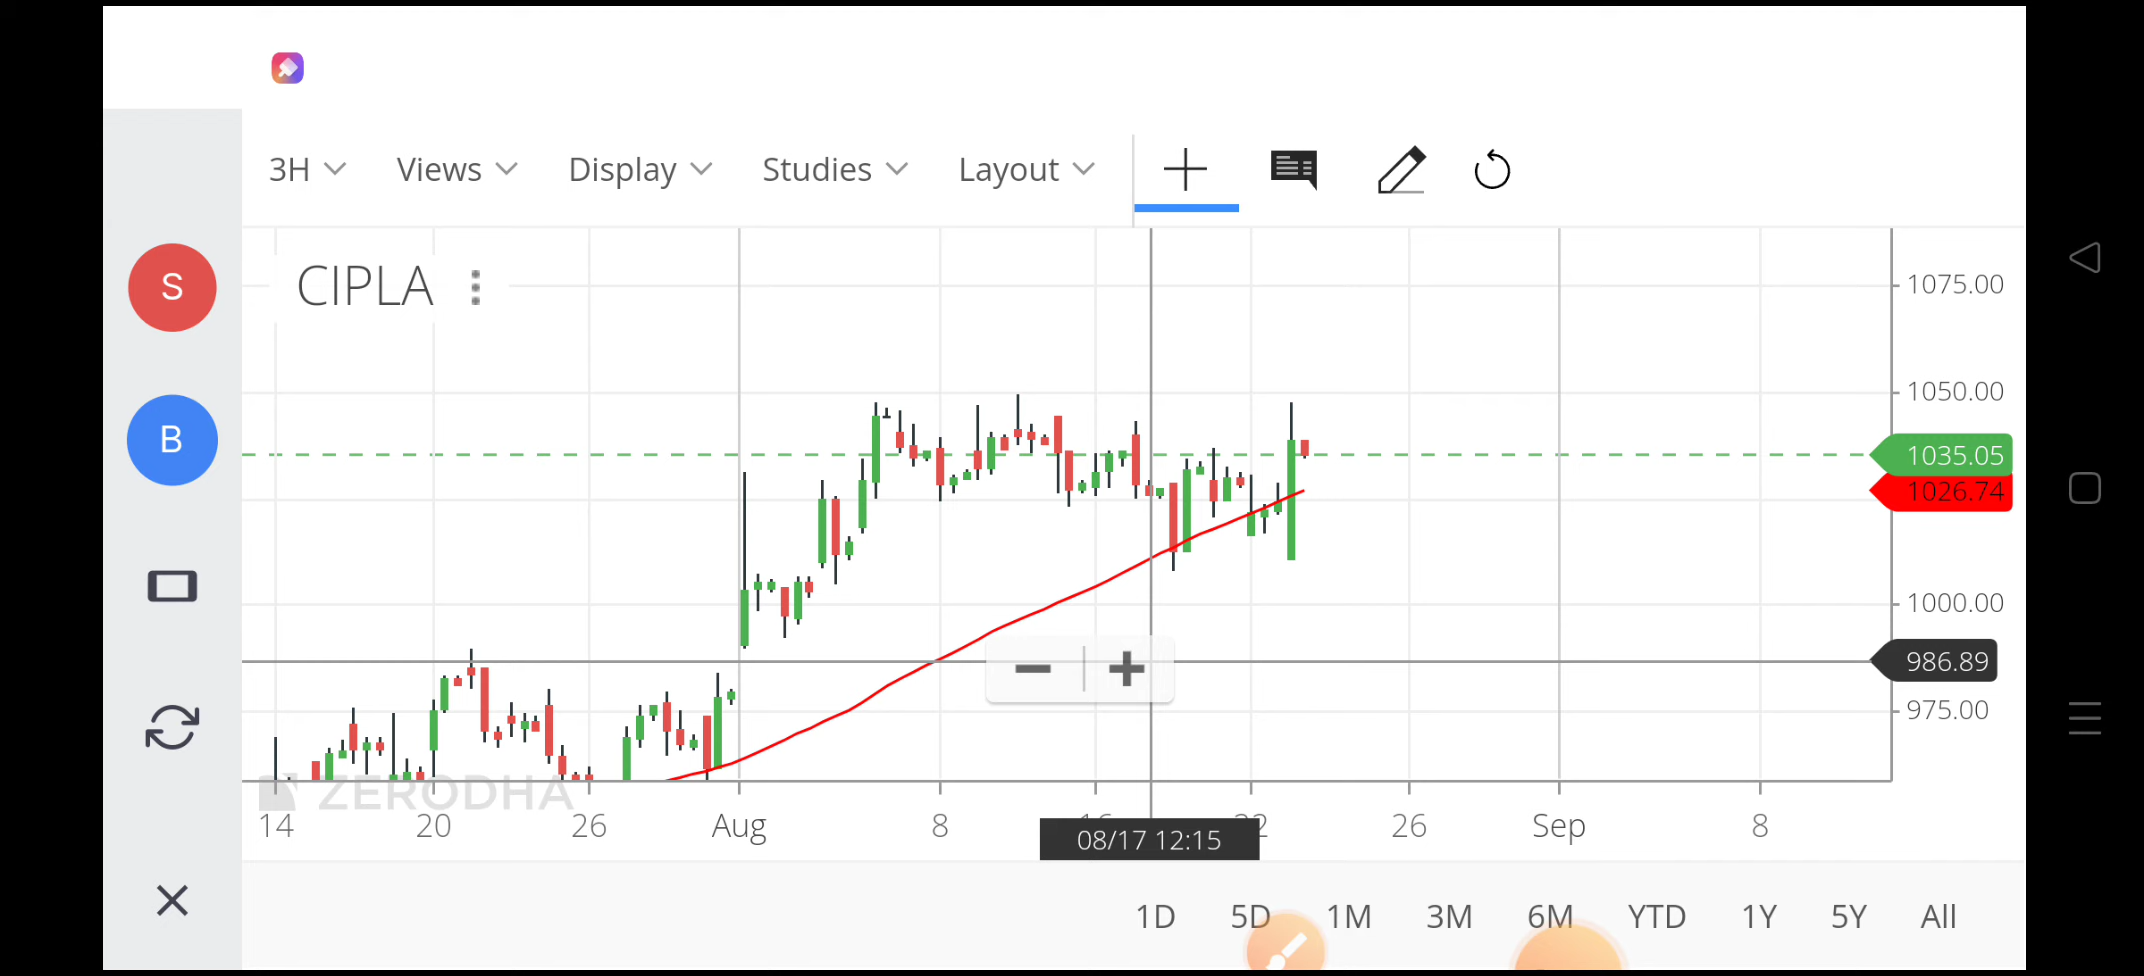 3H Views Display Studies Layout
CIPLA
S
B
1075.00
1050.00
1035.05
1026.74
1000.00
986.89
975.00
ZERODHA
14 20 26 Aug 8 22 26 Sep 8
08/17 12:15
1D 5D 1M 3M 6M YTD 1Y 5Y All